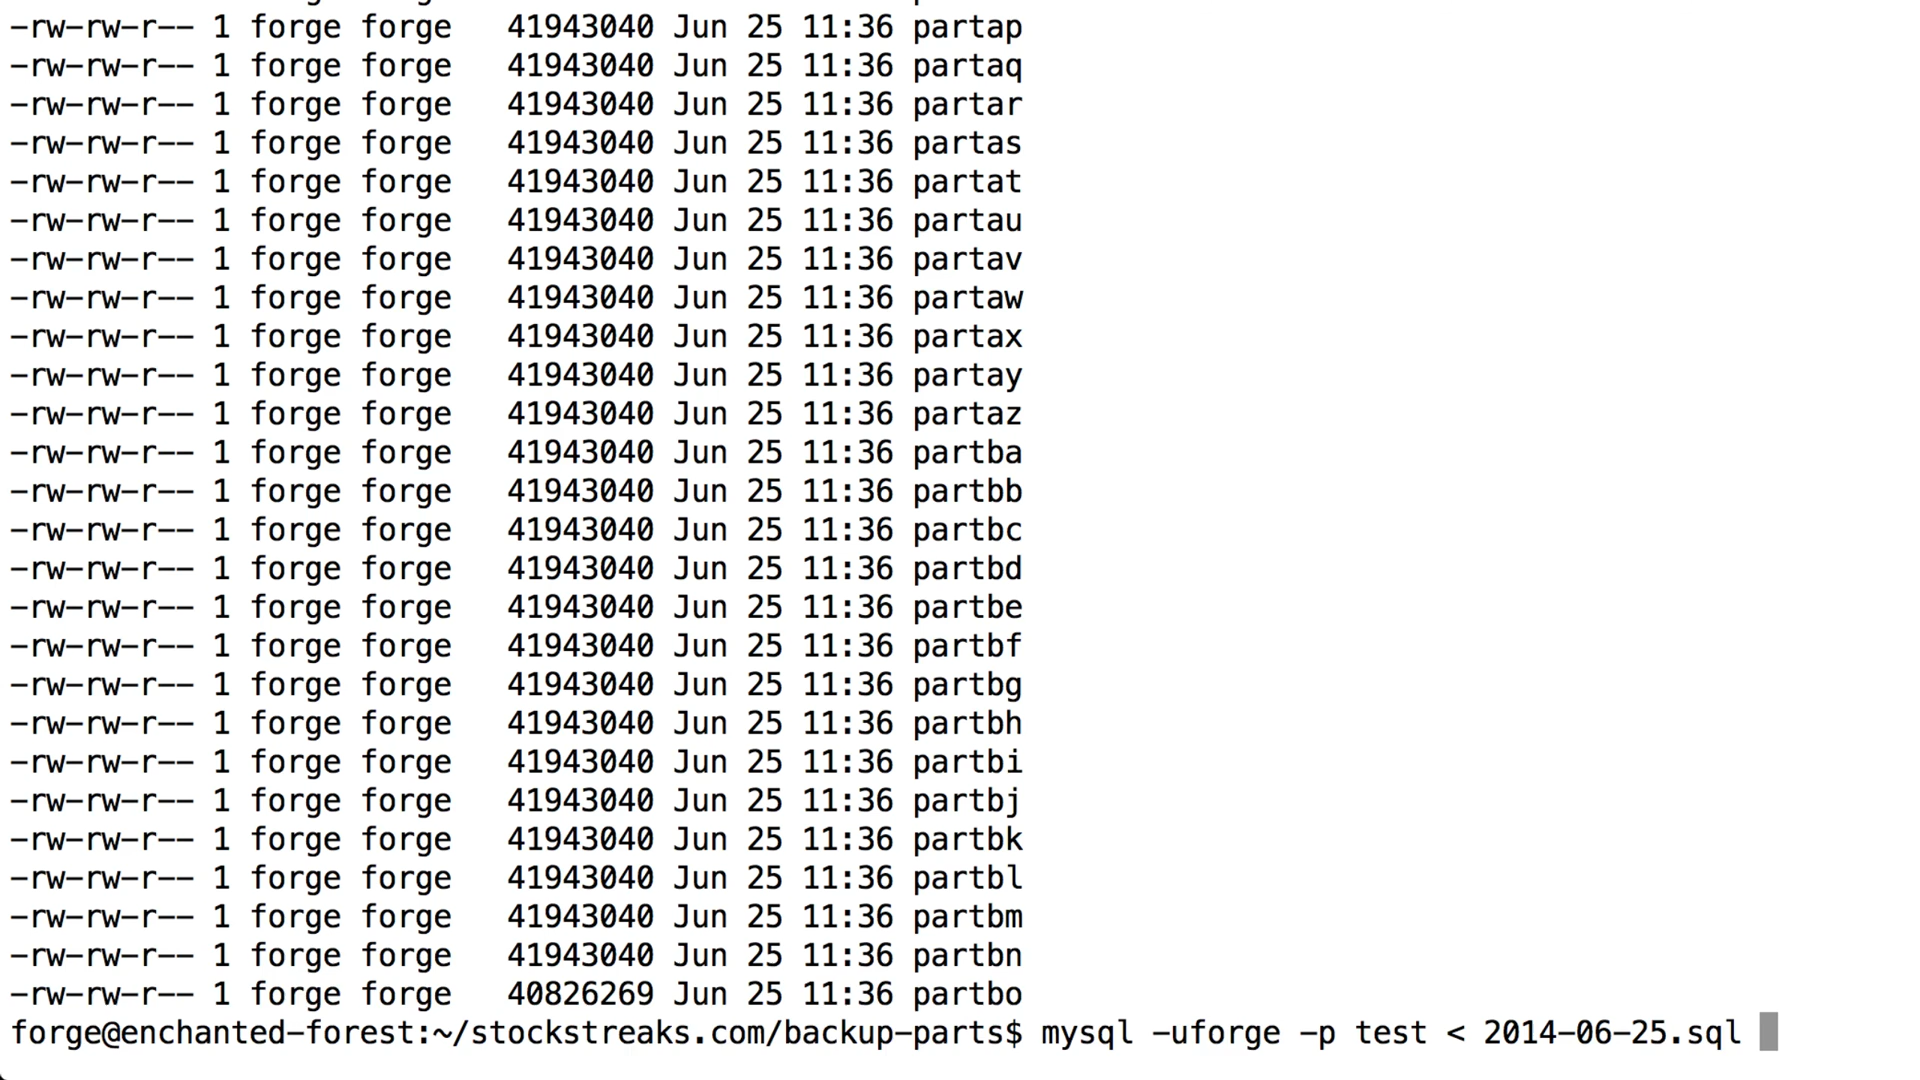 -rw-rw-r-- 1 forge forge   41943040 Jun 25 11:36 partap
-rw-rw-r-- 1 forge forge   41943040 Jun 25 11:36 partaq
-rw-rw-r-- 1 forge forge   41943040 Jun 25 11:36 partar
-rw-rw-r-- 1 forge forge   41943040 Jun 25 11:36 partas
-rw-rw-r-- 1 forge forge   41943040 Jun 25 11:36 partat
-rw-rw-r-- 1 forge forge   41943040 Jun 25 11:36 partau
-rw-rw-r-- 1 forge forge   41943040 Jun 25 11:36 partav
-rw-rw-r-- 1 forge forge   41943040 Jun 25 11:36 partaw
-rw-rw-r-- 1 forge forge   41943040 Jun 25 11:36 partax
-rw-rw-r-- 1 forge forge   41943040 Jun 25 11:36 partay
-rw-rw-r-- 1 forge forge   41943040 Jun 25 11:36 partaz
-rw-rw-r-- 1 forge forge   41943040 Jun 25 11:36 partba
-rw-rw-r-- 1 forge forge   41943040 Jun 25 11:36 partbb
-rw-rw-r-- 1 forge forge   41943040 Jun 25 11:36 partbc
-rw-rw-r-- 1 forge forge   41943040 Jun 25 11:36 partbd
-rw-rw-r-- 1 forge forge   41943040 Jun 25 11:36 partbe
-rw-rw-r-- 1 forge forge   41943040 Jun 25 11:36 partbf
-rw-rw-r-- 1 forge forge   41943040 Jun 25 11:36 partbg
-rw-rw-r-- 1 forge forge   41943040 Jun 25 11:36 partbh
-rw-rw-r-- 1 forge forge   41943040 Jun 25 11:36 partbi
-rw-rw-r-- 1 forge forge   41943040 Jun 25 11:36 partbj
-rw-rw-r-- 1 forge forge   41943040 Jun 25 11:36 partbk
-rw-rw-r-- 1 forge forge   41943040 Jun 25 11:36 partbl
-rw-rw-r-- 1 forge forge   41943040 Jun 25 11:36 partbm
-rw-rw-r-- 1 forge forge   41943040 Jun 25 11:36 partbn
-rw-rw-r-- 1 forge forge   40826269 Jun 25 11:36 partbo
forge@enchanted-forest:~/stockstreaks.com/backup-parts$ mysql -uforge -p test < 2014-06-25.sql